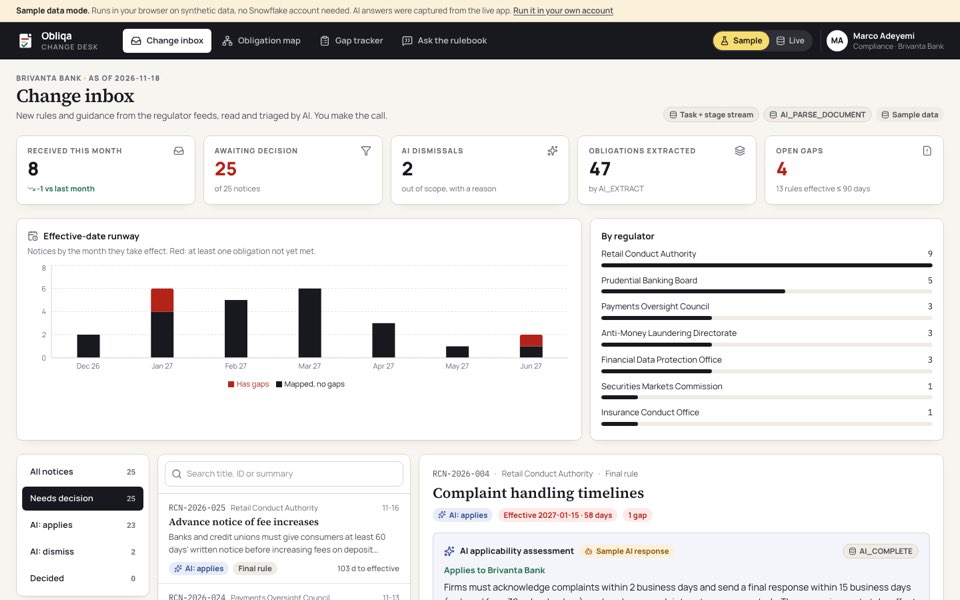 Sample data mode. Runs in your browser on synthetic data, no Snowflake account needed. AI answers were captured from the live app. Run it in your own account
Obliqa
CHANGE DESK
Change inbox
Obligation map
Gap tracker
Ask the rulebook
Sample
Live
MA
Marco Adeyemi
Compliance · Brivanta Bank
BRIVANTA BANK · AS OF 2026-11-18
Change inbox
New rules and guidance from the regulator feeds, read and triaged by AI. You make the call.
Task + stage stream
AI_PARSE_DOCUMENT
Sample data
RECEIVED THIS MONTH
8
-1 vs last month
AWAITING DECISION
25
of 25 notices
AI DISMISSALS
2
out of scope, with a reason
OBLIGATIONS EXTRACTED
47
by AI_EXTRACT
OPEN GAPS
4
13 rules effective ≤ 90 days
Effective-date runway
Notices by the month they take effect. Red: at least one obligation not yet met.
8
6
4
2
0
Dec 26
Jan 27
Feb 27
Mar 27
Apr 27
May 27
Jun 27
Has gaps
Mapped, no gaps
By regulator
Retail Conduct Authority 9
Prudential Banking Board 5
Payments Oversight Council 3
Anti-Money Laundering Directorate 3
Financial Data Protection Office 3
Securities Markets Commission 1
Insurance Conduct Office 1
All notices 25
Needs decision 25
AI: applies 23
AI: dismiss 2
Decided 0
Search title, ID or summary
RCN-2026-025 Retail Conduct Authority 11-16
Advance notice of fee increases
Banks and credit unions must give consumers at least 60
days' written notice before increasing fees on deposit...
AI: applies
Final rule
103 d to effective
RCN-2026-024 Payments Oversight Council 11-13
RCN-2026-004 · Retail Conduct Authority · Final rule
Complaint handling timelines
AI: applies
Effective 2027-01-15 · 58 days
1 gap
AI applicability assessment
Sample AI response
AI_COMPLETE
Applies to Brivanta Bank
Firms must acknowledge complaints within 2 business days and send a final response within 15 business days